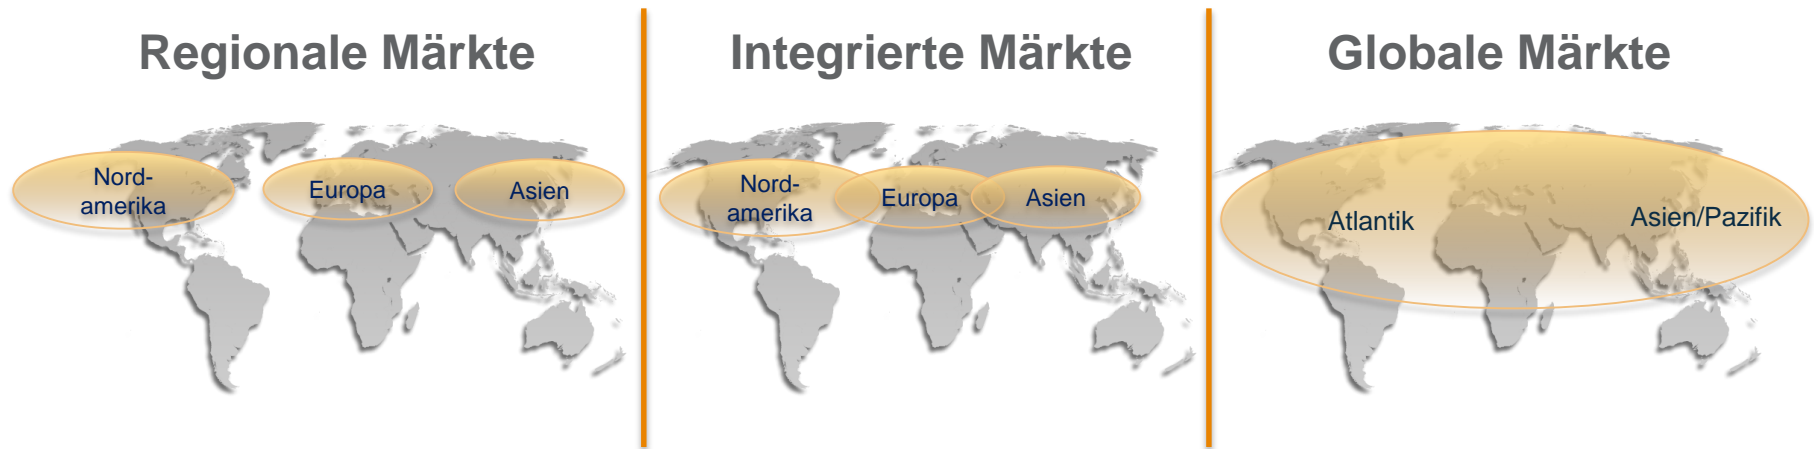 Regionale Märkte
Nord-
amerika
Europa
Asien
Integrierte Märkte
Nord-
amerika
Europa
Asien
Globale Märkte
Atlantik
Asien/Pazifik